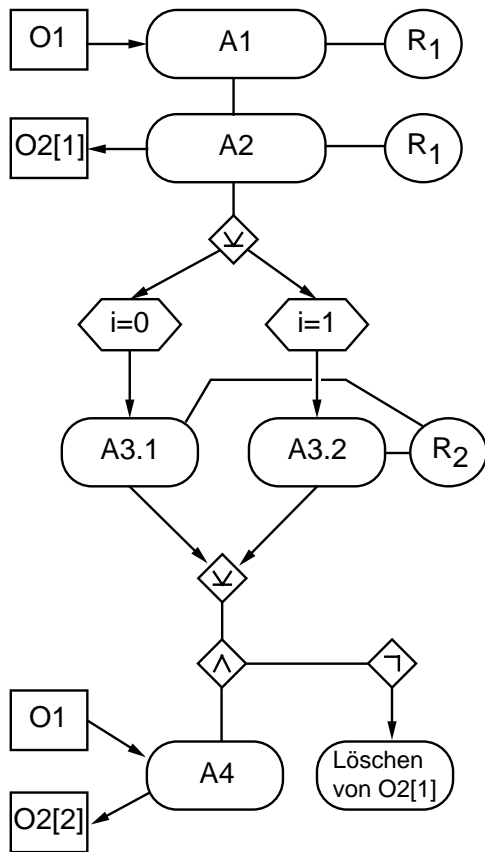 O1
A1
R1
O2[1]
A2
R1
i=0
i=1
A3.1
A3.2
R2
∧
¬
O1
A4
O2[2]
Löschen
von O2[1]